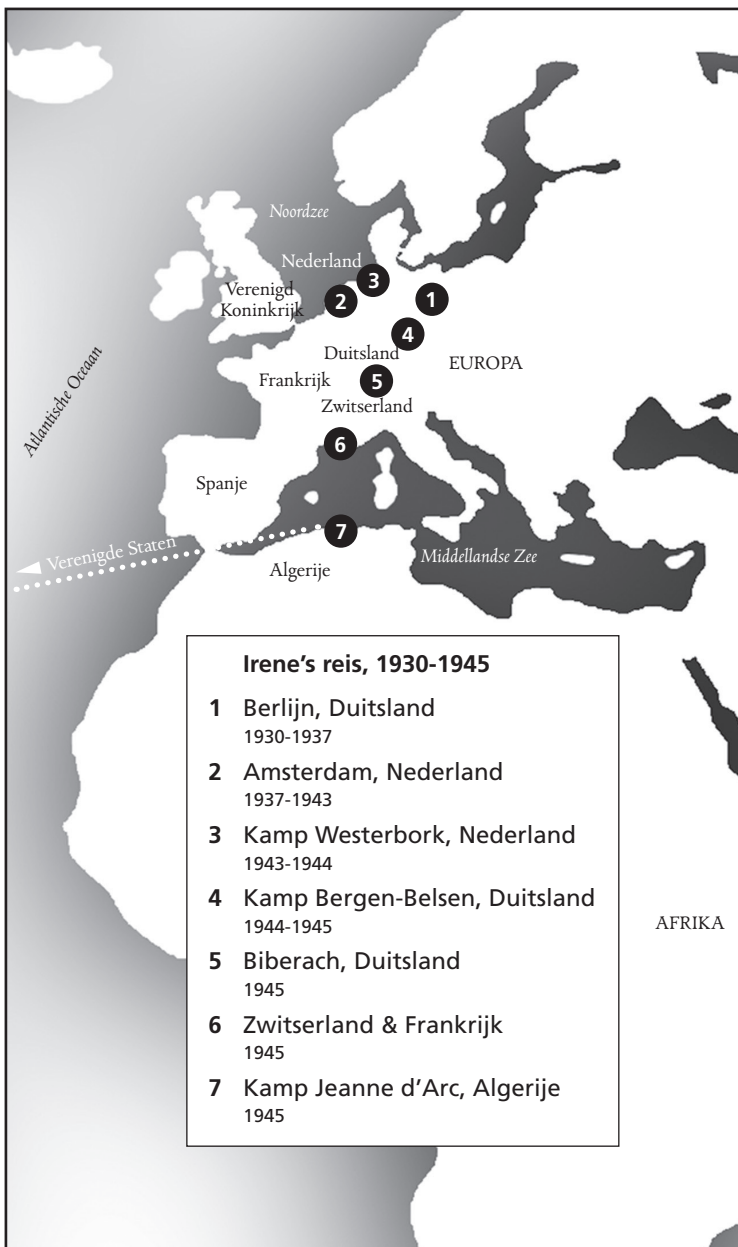 Noordzee
Nederland
3
Verenigd
Koninkrijk
2
1
4
Duitsland
EUROPA
Frankrijk
5
Zwitserland
Atlantische Oceaan
6
Spanje
7
Verenigde Staten
Middellandse Zee
Algerije
Irene's reis, 1930-1945
1 Berlijn, Duitsland
1930-1937
2 Amsterdam, Nederland
1937-1943
3 Kamp Westerbork, Nederland
1943-1944
4 Kamp Bergen-Belsen, Duitsland
1944-1945
5 Biberach, Duitsland
1945
6 Zwitserland & Frankrijk
1945
7 Kamp Jeanne d'Arc, Algerije
1945
AFRIKA